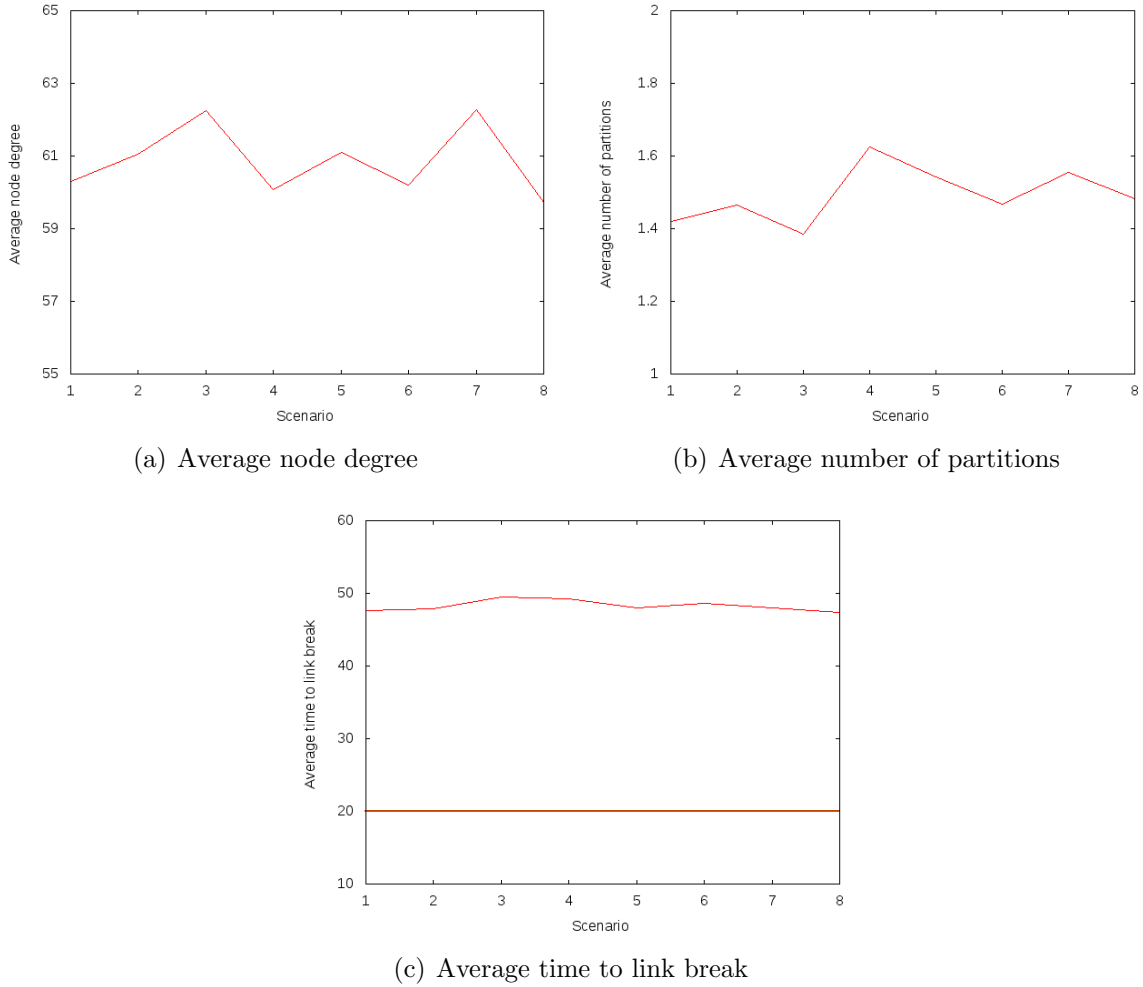 65
63
61
59
57
55
Average node degree
1 2 3 4 5 6 7 8
Scenario
(a) Average node degree
2
1.8
1.6
1.4
1.2
1
Average number of partitions
1 2 3 4 5 6 7 8
Scenario
(b) Average number of partitions
60
50
40
30
20
10
Average time to link break
1 2 3 4 5 6 7 8
Scenario
(c) Average time to link break